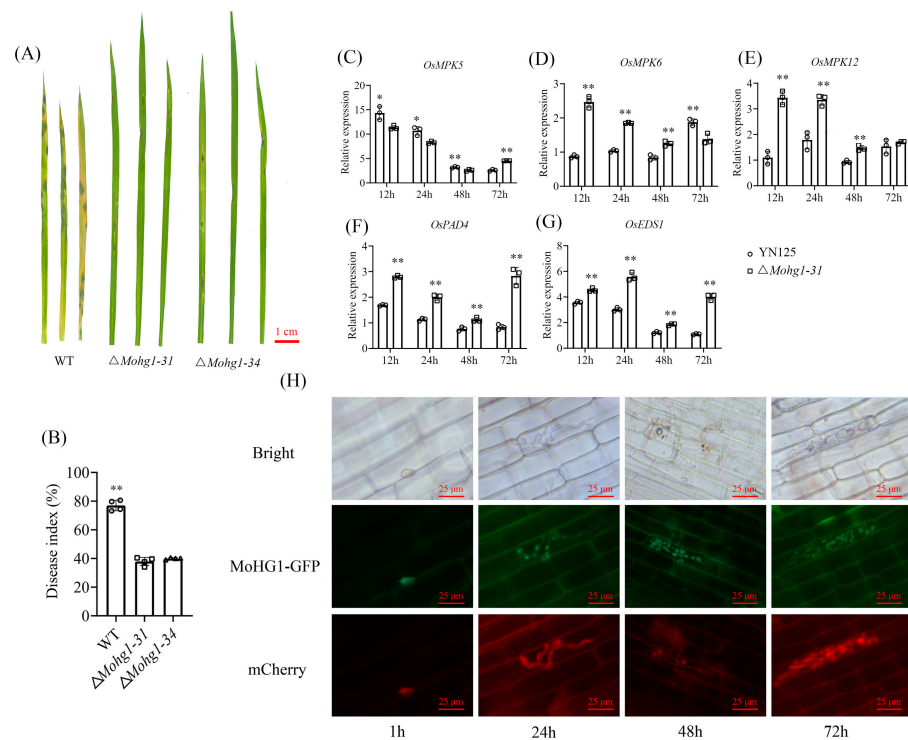 (A)
1 cm
WT
△Mohg1-31
△Mohg1-34
(B)
Disease index (%)
100
80
60
40
20
0
**
WT
△Mohg1-31
△Mohg1-34
(C)
OsMPK5
Relative expression
20
15
10
5
0
*
*
**
**
12h
24h
48h
72h
(D)
OsMPK6
Relative expression
3
2
1
0
**
**
**
**
12h
24h
48h
72h
(E)
OsMPK12
Relative expression
4
3
2
1
0
**
**
**
12h
24h
48h
72h
(F)
OsPAD4
Relative expression
4
3
2
1
0
**
**
**
**
12h
24h
48h
72h
(G)
OsEDS1
Relative expression
8
6
4
2
0
**
**
**
**
12h
24h
48h
72h
YN125
△Mohg1-31
(H)
Bright
25 μm
25 μm
25 μm
25 μm
MoHG1-GFP
25 μm
25 μm
25 μm
25 μm
mCherry
25 μm
25 μm
25 μm
25 μm
1h
24h
48h
72h